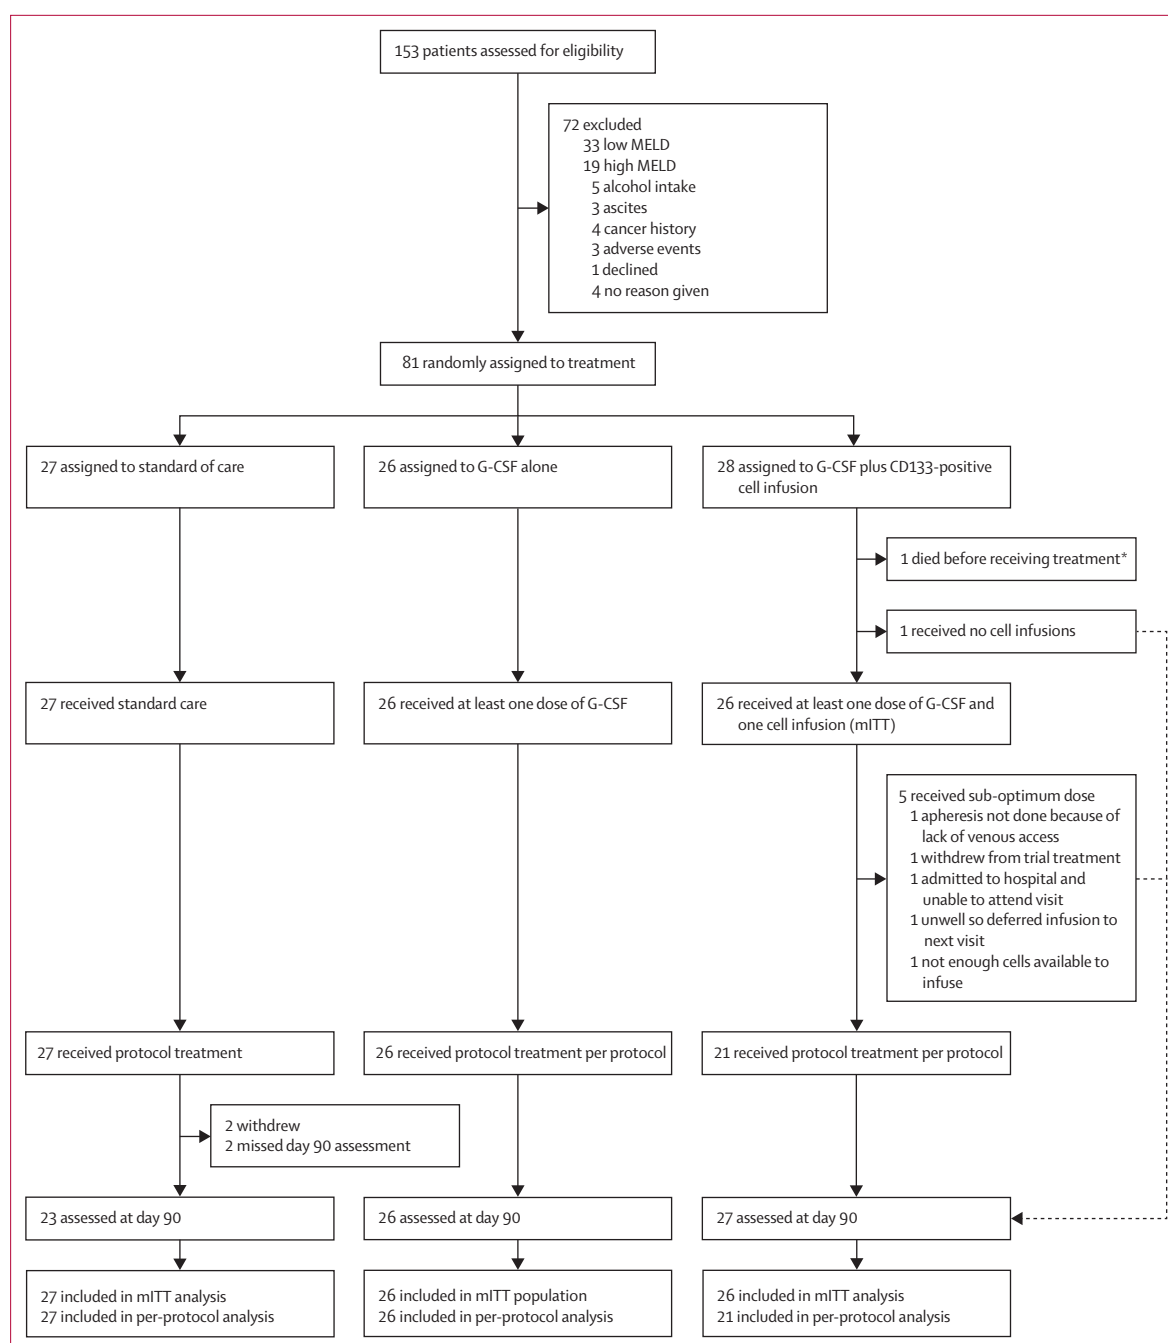 153 patients assessed for eligibility
72 excluded
33 low MELD
19 high MELD
5 alcohol intake
3 ascites
4 cancer history
3 adverse events
1 declined
4 no reason given
81 randomly assigned to treatment
27 assigned to standard of care
26 assigned to G-CSF alone
28 assigned to G-CSF plus CD133-positive
cell infusion
1 died before receiving treatment*
1 received no cell infusions
27 received standard care
26 received at least one dose of G-CSF
26 received at least one dose of G-CSF and
one cell infusion (mITT)
5 received sub-optimum dose
1 apheresis not done because of
lack of venous access
1 withdrew from trial treatment
1 admitted to hospital and
unable to attend visit
1 unwell so deferred infusion to
next visit
1 not enough cells available to
infuse
27 received protocol treatment
26 received protocol treatment per protocol
21 received protocol treatment per protocol
2 withdrew
2 missed day 90 assessment
23 assessed at day 90
26 assessed at day 90
27 assessed at day 90
27 included in mITT analysis
27 included in per-protocol analysis
26 included in mITT population
26 included in per-protocol analysis
26 included in mITT analysis
21 included in per-protocol analysis